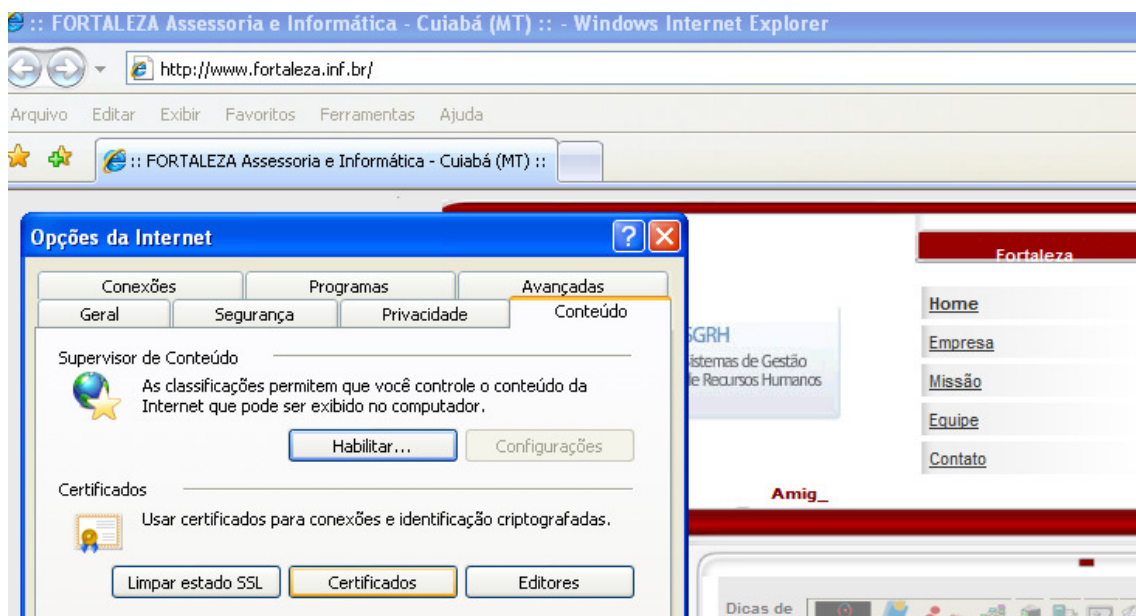 :: FORTALEZA Assessoria e Informática - Cuiabá (MT) :: - Windows Internet Explorer
http://www.fortaleza.inf.br/
Arquivo Editar Exibir Favoritos Ferramentas Ajuda
:: FORTALEZA Assessoria e Informática - Cuiabá (MT) ::
Opções da Internet
Conexões Programas Avançadas
Geral Segurança Privacidade Conteúdo
Supervisor de Conteúdo
As classificações permitem que você controle o conteúdo da
Internet que pode ser exibido no computador.
Habilitar... Configurações
Certificados
Usar certificados para conexões e identificação criptografadas.
Limpar estado SSL Certificados Editores
SGRH
istemas de Gestão
de Recursos Humanos
Amig_
Fortaleza
Home
Empresa
Missão
Equipe
Contato
Dicas de